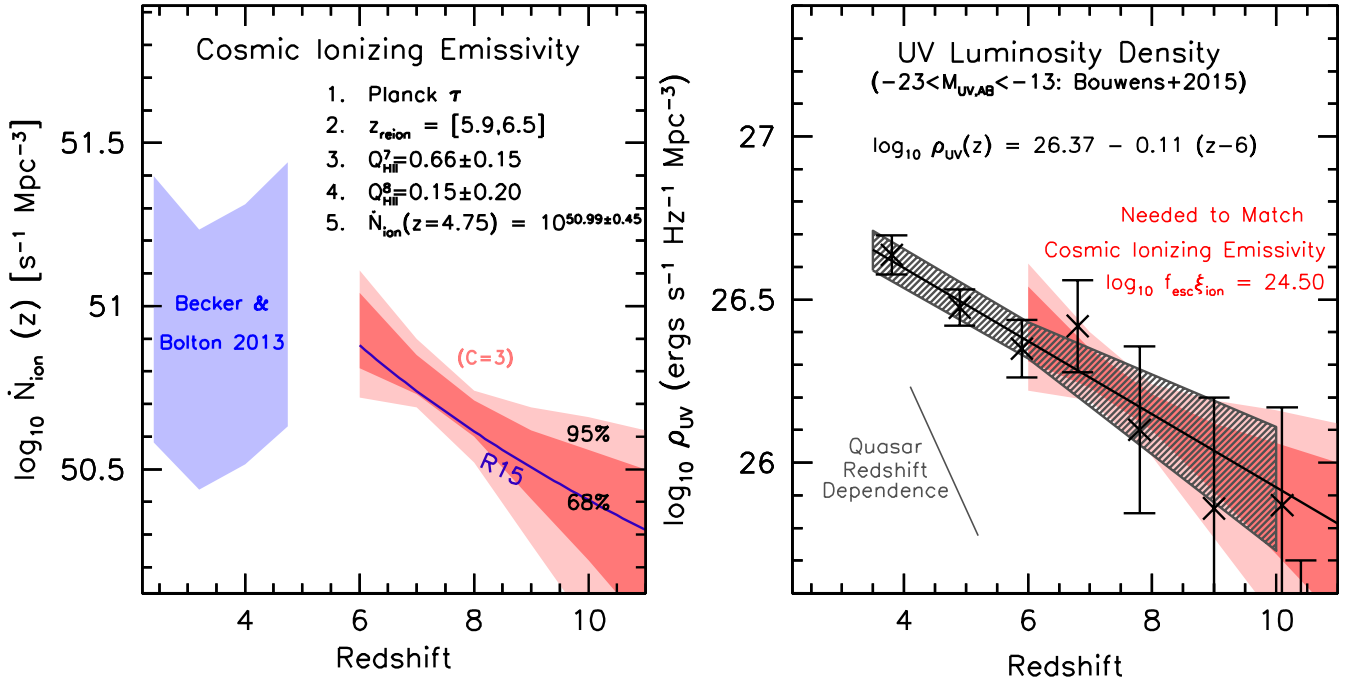 Cosmic Ionizing Emissivity
1. Planck τ
2. z_reion = [5.9,6.5]
3. Q^7_HII=0.66±0.15
4. Q^8_HII=0.15±0.20
5. Ṅ_ion(z=4.75) = 10^50.99±0.45
log₁₀ Ṅ_ion (z) [s⁻¹ Mpc⁻³]
51.5
51
50.5
Becker &
Bolton 2013
(C=3)
95%
R15
68%
4 6 8 10
Redshift
UV Luminosity Density
(−23<M_UV,AB<−13: Bouwens+2015)
log₁₀ ρ_UV(z) = 26.37 − 0.11 (z−6)
Needed to Match
Cosmic Ionizing Emissivity
log₁₀ f_esc ξ_ion = 24.50
log₁₀ ρ_UV (ergs s⁻¹ Hz⁻¹ Mpc⁻³)
27
26.5
26
Quasar
Redshift
Dependence
4 6 8 10
Redshift